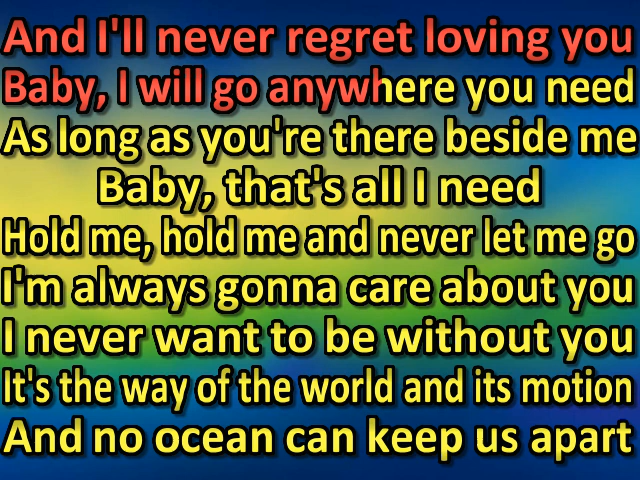 And I'll never regret loving you
Baby, I will go anywhere you need
As long as you're there beside me
Baby, that's all I need
Hold me, hold me and never let me go
I'm always gonna care about you
I never want to be without you
It's the way of the world and its motion
And no ocean can keep us apart